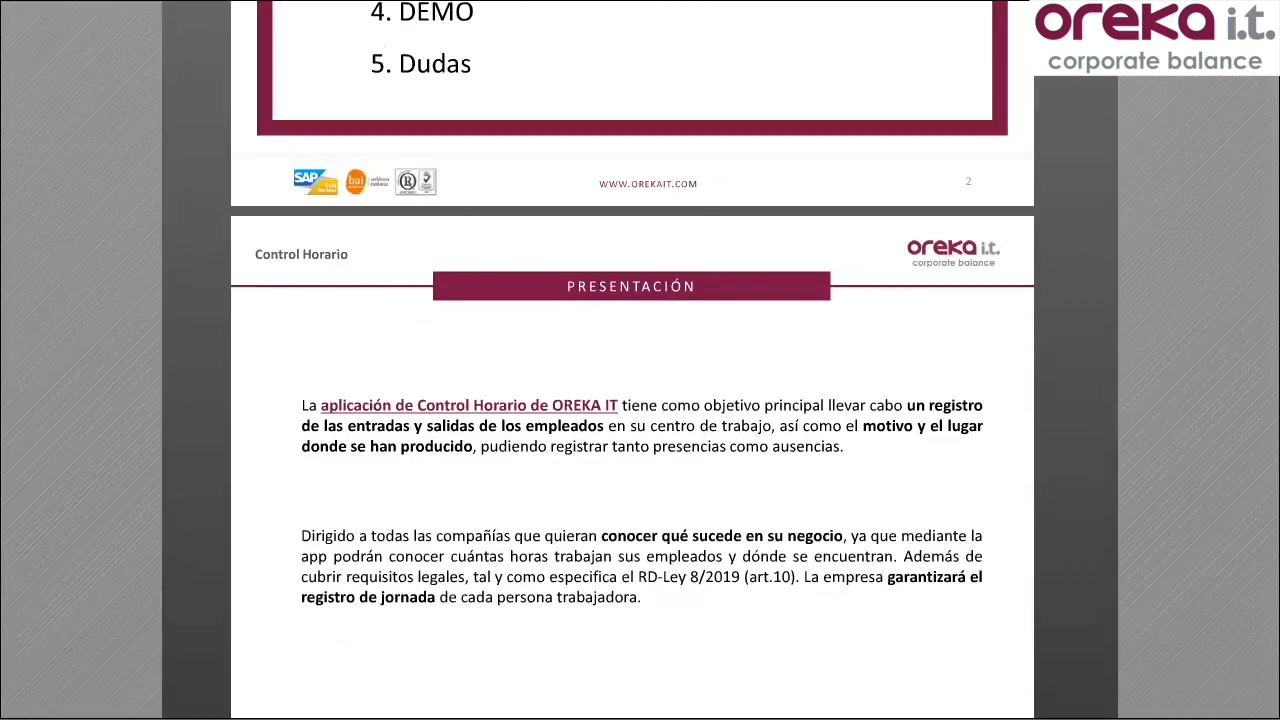 4. DEMO
oreka i.t.
corporate balance
5. Dudas
SAP
bai
WWW.OREKAIT.COM
2
Control Horario
oreka i.t.
corporate balance
PRESENTACIÓN
La aplicación de Control Horario de OREKA IT tiene como objetivo principal llevar cabo un registro
de las entradas y salidas de los empleados en su centro de trabajo, así como el motivo y el lugar
donde se han producido, pudiendo registrar tanto presencias como ausencias.
Dirigido a todas las compañías que quieran conocer qué sucede en su negocio, ya que mediante la
app podrán conocer cuántas horas trabajan sus empleados y dónde se encuentran. Además de
cubrir requisitos legales, tal y como especifica el RD-Ley 8/2019 (art.10). La empresa garantizará el
registro de jornada de cada persona trabajadora.